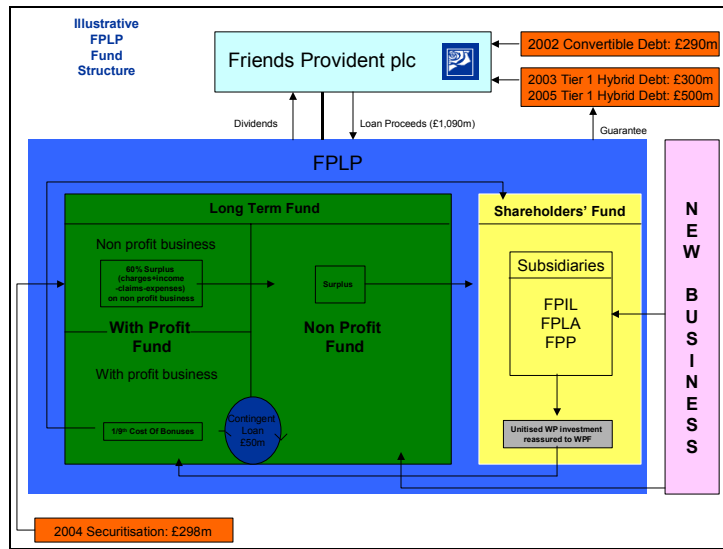 Illustrative
FPLP
Fund
Structure
Friends Provident plc
2002 Convertible Debt: £290m
2003 Tier 1 Hybrid Debt: £300m
2005 Tier 1 Hybrid Debt: £500m
Dividends
Loan Proceeds (£1,090m)
Guarantee
FPLP
Long Term Fund
Non profit business
60% Surplus
(charges+income
-claims-expenses)
on non profit business
With Profit
Fund
With profit business
1/9th Cost Of Bonuses
Surplus
Non Profit
Fund
Contingent
Loan
£50m
Shareholders' Fund
Subsidiaries
FPIL
FPLA
FPP
Unitised WP investment
reassured to WPF
N
E
W
B
U
S
I
N
E
S
S
2004 Securitisation: £298m